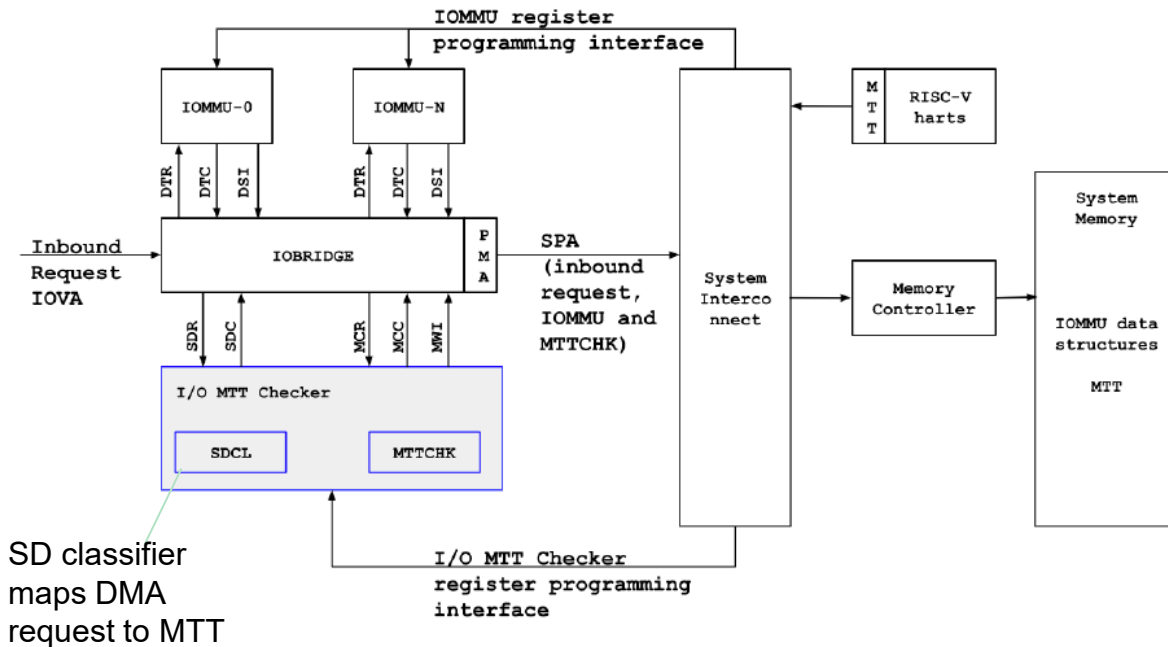 IOMMU register
programming interface
IOMMU-0
IOMMU-N
M
T
T
RISC-V
harts
DTR
DTC
DSI
DTR
DTC
DSI
System
Memory
Inbound
Request
IOVA
IOBRIDGE
P
M
A
SPA
(inbound
request,
IOMMU and
MTTCHK)
System
Interco
nnect
Memory
Controller
IOMMU data
structures
MTT
SDR
SDC
MCR
MCC
MWI
I/O MTT Checker
SDCL
MTTCHK
SD classifier
maps DMA
request to MTT
I/O MTT Checker
register programming
interface